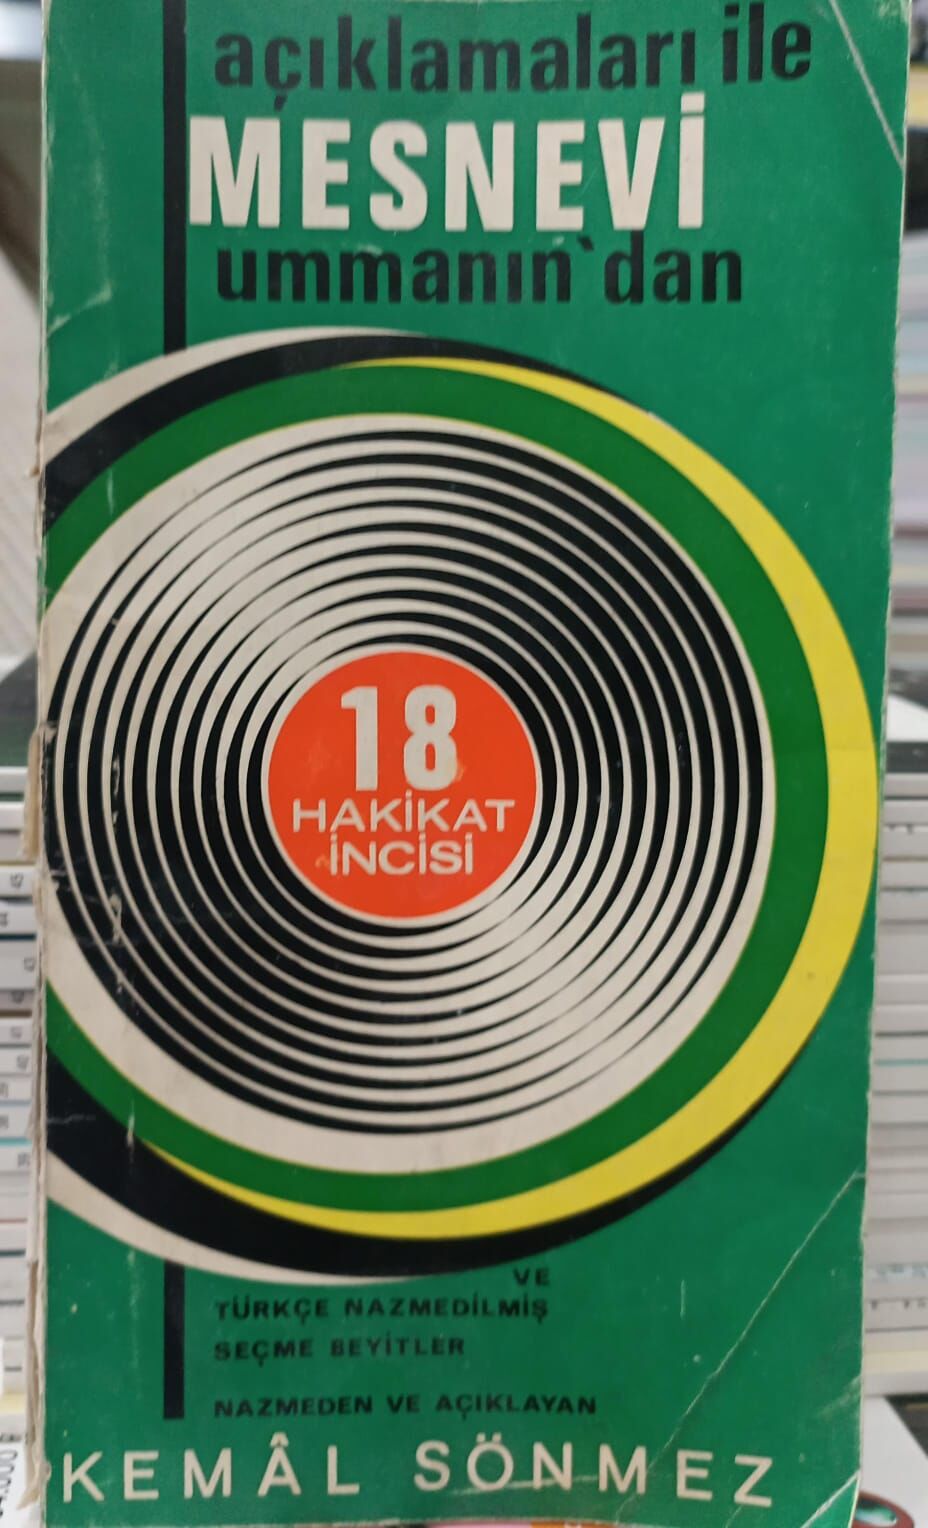 açıklamaları ile
MESNEVİ
ummanın'dan
18
HAKİKAT
İNCİSİ
VE
TÜRKÇE NAZMEDİLMİŞ
SEÇME BEYİTLER
NAZMEDEN VE AÇIKLAYAN
KEMÂL SÖNMEZ